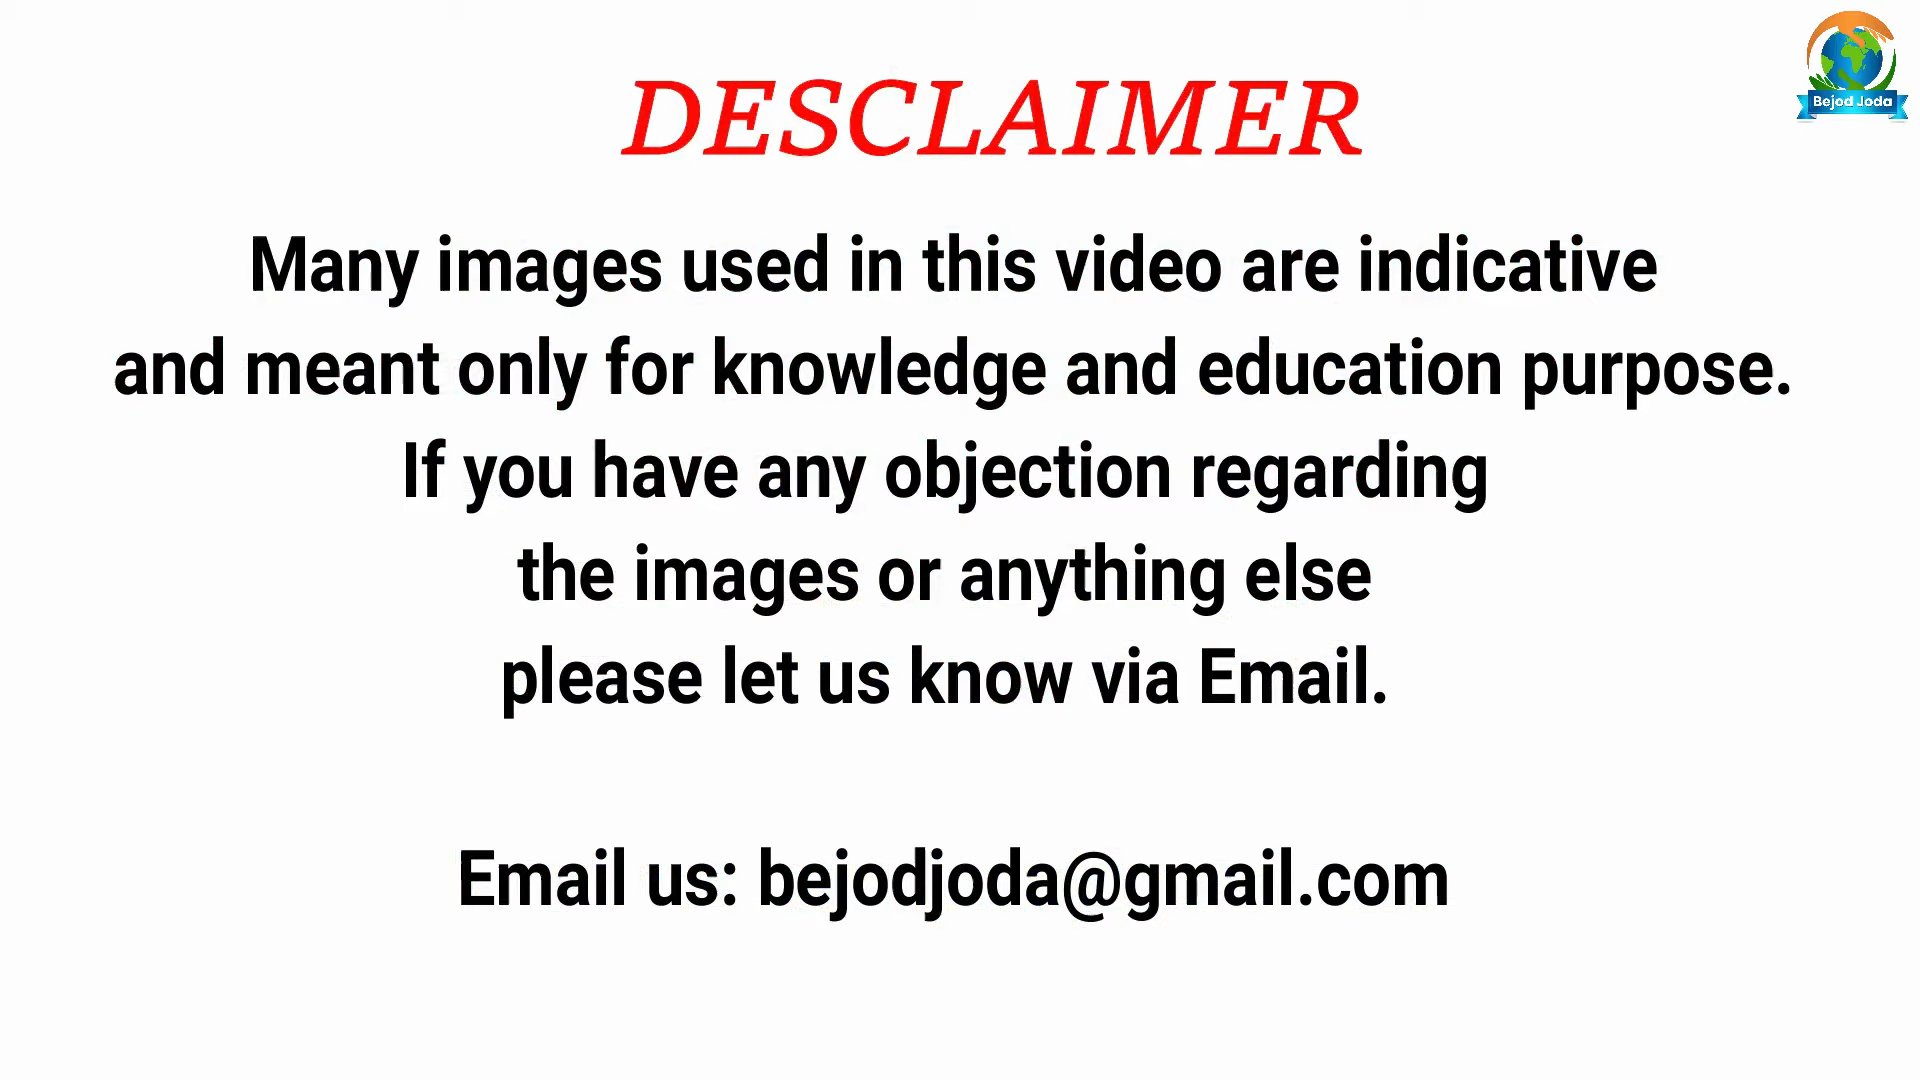 Bejod Joda
DESCLAIMER
Many images used in this video are indicative
and meant only for knowledge and education purpose.
If you have any objection regarding
the images or anything else
please let us know via Email.
Email us: bejodjoda@gmail.com